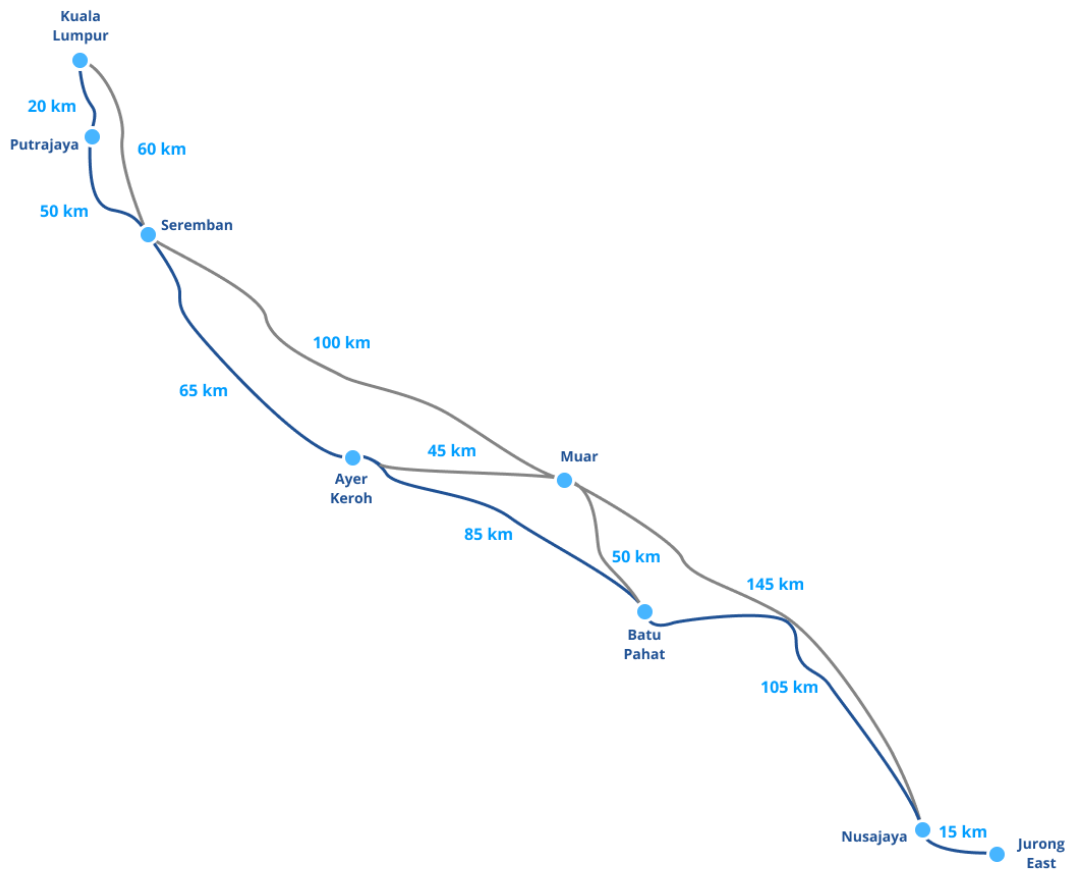 Kuala
Lumpur
20 km
Putrajaya
60 km
50 km
Seremban
100 km
65 km
45 km
Muar
Ayer
Keroh
85 km
50 km
145 km
Batu
Pahat
105 km
Nusajaya
15 km
Jurong
East